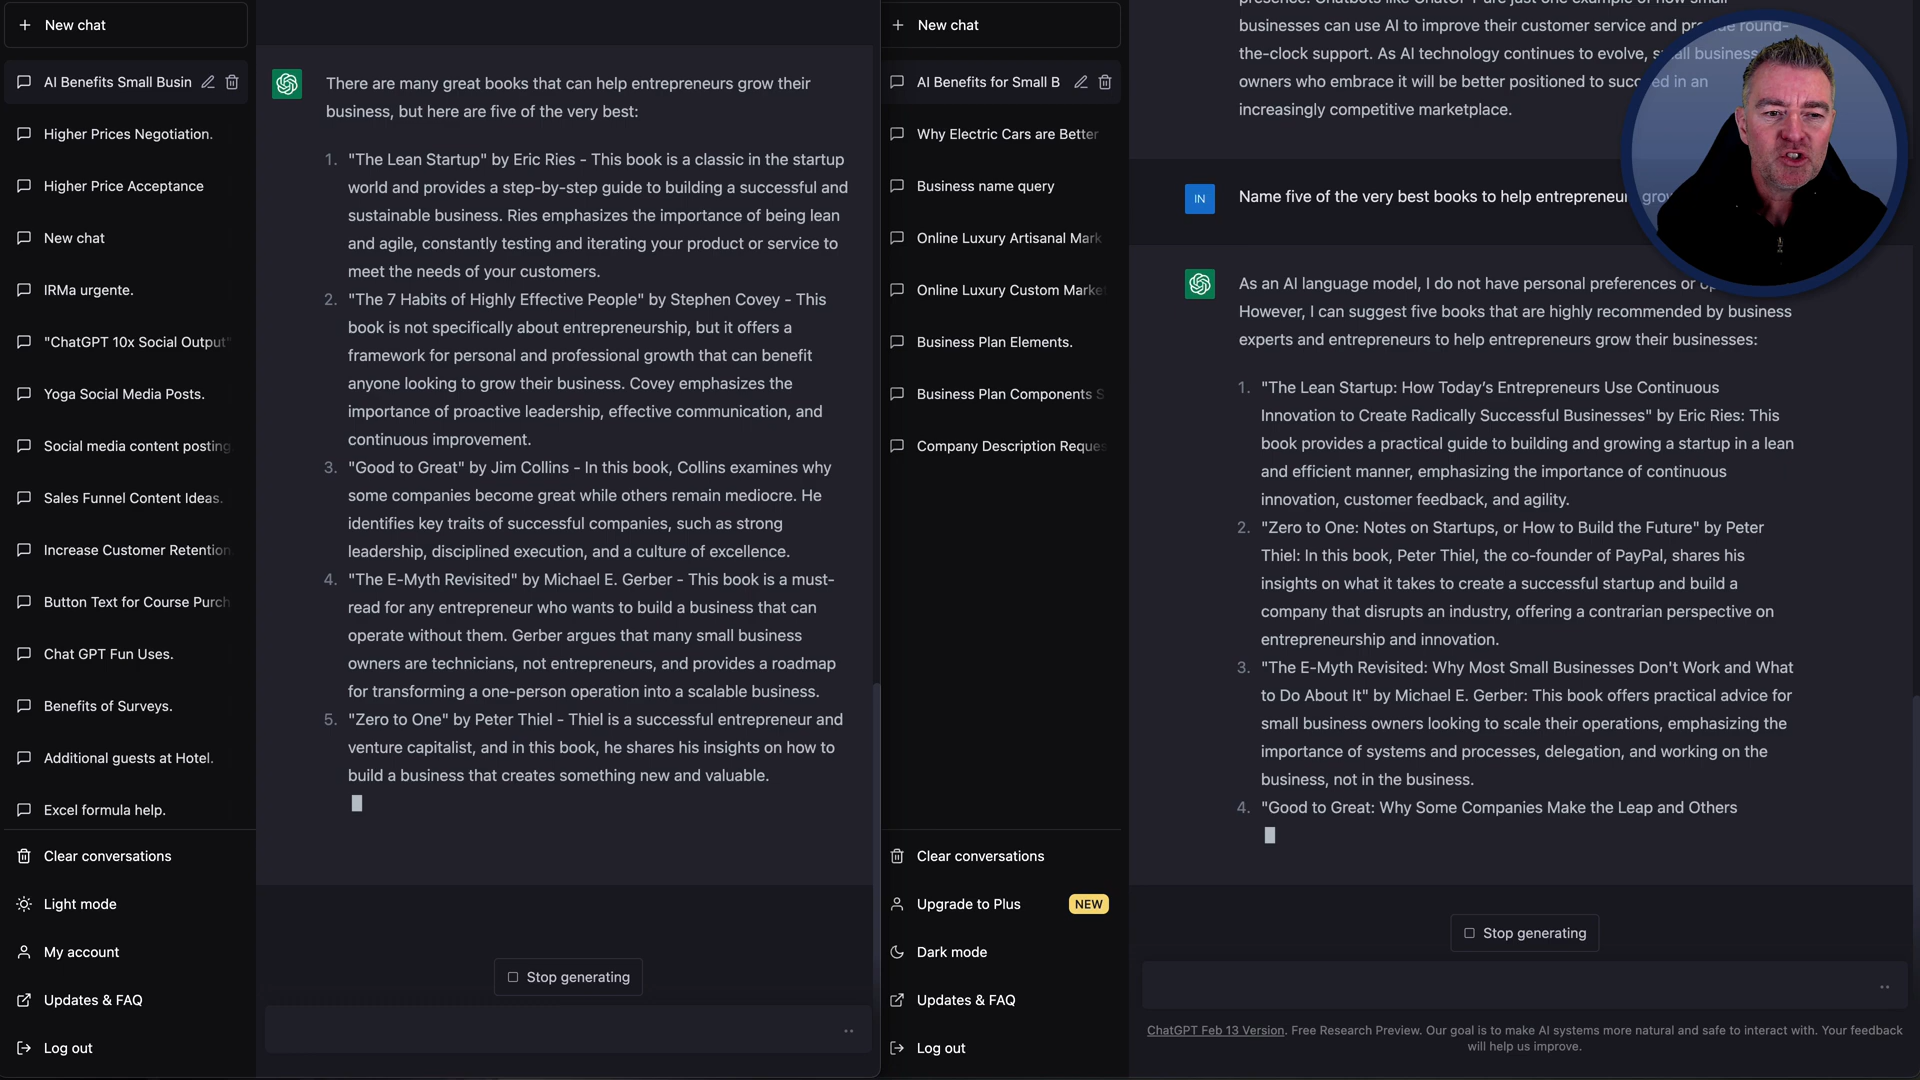 New chat
AI Benefits Small Busin
Higher Prices Negotiation.
Higher Price Acceptance
New chat
IRMa urgente.
"ChatGPT 10x Social Output"
Yoga Social Media Posts.
Social media content posting
Sales Funnel Content Ideas.
Increase Customer Retention
Button Text for Course Purch
Chat GPT Fun Uses.
Benefits of Surveys.
Additional guests at Hotel.
Excel formula help.
Clear conversations
Light mode
My account
Updates & FAQ
Log out
There are many great books that can help entrepreneurs grow their
business, but here are five of the very best:
1. "The Lean Startup" by Eric Ries - This book is a classic in the startup
world and provides a step-by-step guide to building a successful and
sustainable business. Ries emphasizes the importance of being lean
and agile, constantly testing and iterating your product or service to
meet the needs of your customers.
2. "The 7 Habits of Highly Effective People" by Stephen Covey - This
book is not specifically about entrepreneurship, but it offers a
framework for personal and professional growth that can benefit
anyone looking to grow their business. Covey emphasizes the
importance of proactive leadership, effective communication, and
continuous improvement.
3. "Good to Great" by Jim Collins - In this book, Collins examines why
some companies become great while others remain mediocre. He
identifies key traits of successful companies, such as strong
leadership, disciplined execution, and a culture of excellence.
4. "The E-Myth Revisited" by Michael E. Gerber - This book is a must-
read for any entrepreneur who wants to build a business that can
operate without them. Gerber argues that many small business
owners are technicians, not entrepreneurs, and provides a roadmap
for transforming a one-person operation into a scalable business.
5. "Zero to One" by Peter Thiel - Thiel is a successful entrepreneur and
venture capitalist, and in this book, he shares his insights on how to
build a business that creates something new and valuable.
Stop generating
New chat
AI Benefits for Small B
Why Electric Cars are Better
Business name query
Online Luxury Artisanal Mark
Online Luxury Custom Marke
Business Plan Elements.
Business Plan Components S
Company Description Reques
Clear conversations
Upgrade to Plus NEW
Dark mode
Updates & FAQ
Log out
presence. Chatbots like ChatGPT are just one example of how small
businesses can use AI to improve their customer service and round-
the-clock support. As AI technology continues to evolve, business
owners who embrace it will be better positioned to succeed in an
increasingly competitive marketplace.
IN
Name five of the very best books to help entrepreneur
As an AI language model, I do not have personal preferences or
However, I can suggest five books that are highly recommended by business
experts and entrepreneurs to help entrepreneurs grow their businesses:
1. "The Lean Startup: How Today's Entrepreneurs Use Continuous
Innovation to Create Radically Successful Businesses" by Eric Ries: This
book provides a practical guide to building and growing a startup in a lean
and efficient manner, emphasizing the importance of continuous
innovation, customer feedback, and agility.
2. "Zero to One: Notes on Startups, or How to Build the Future" by Peter
Thiel: In this book, Peter Thiel, the co-founder of PayPal, shares his
insights on what it takes to create a successful startup and build a
company that disrupts an industry, offering a contrarian perspective on
entrepreneurship and innovation.
3. "The E-Myth Revisited: Why Most Small Businesses Don't Work and What
to Do About It" by Michael E. Gerber: This book offers practical advice for
small business owners looking to scale their operations, emphasizing the
importance of systems and processes, delegation, and working on the
business, not in the business.
4. "Good to Great: Why Some Companies Make the Leap and Others
Stop generating
ChatGPT Feb 13 Version. Free Research Preview. Our goal is to make AI systems more natural and safe to interact with. Your feedback
will help us improve.